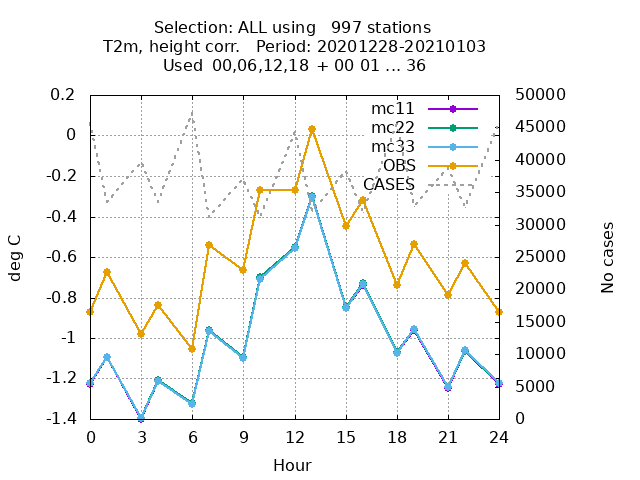 Selection: ALL using   997 stations
T2m, height corr.   Period: 20201228-20210103
Used  00,06,12,18  + 00 01 ... 36
0.2
0
-0.2
-0.4
-0.6
-0.8
-1
-1.2
-1.4
deg C
mc11
mc22
mc33
OBS
CASES
50000
45000
40000
35000
30000
25000
20000
15000
10000
5000
0
No cases
0 3 6 9 12 15 18 21 24
Hour